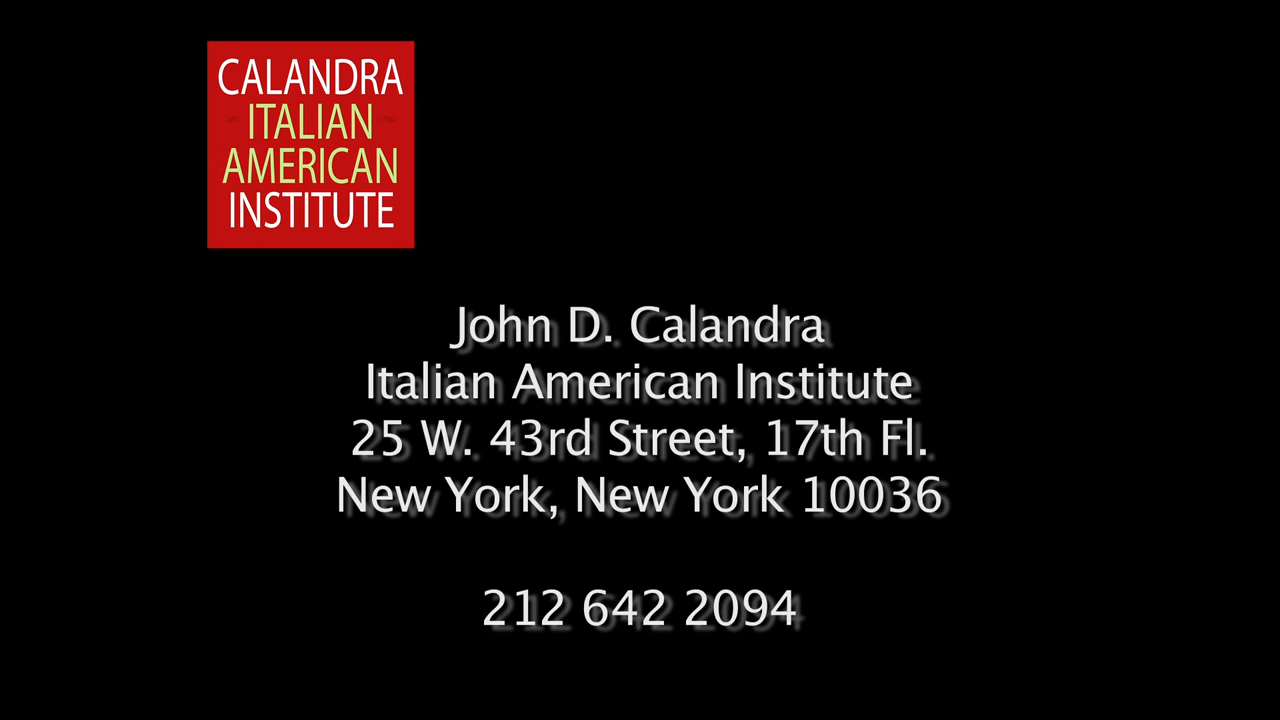 CALANDRA
ITALIAN
AMERICAN
INSTITUTE
John D. Calandra
Italian American Institute
25 W. 43rd Street, 17th Fl.
New York, New York 10036
212 642 2094